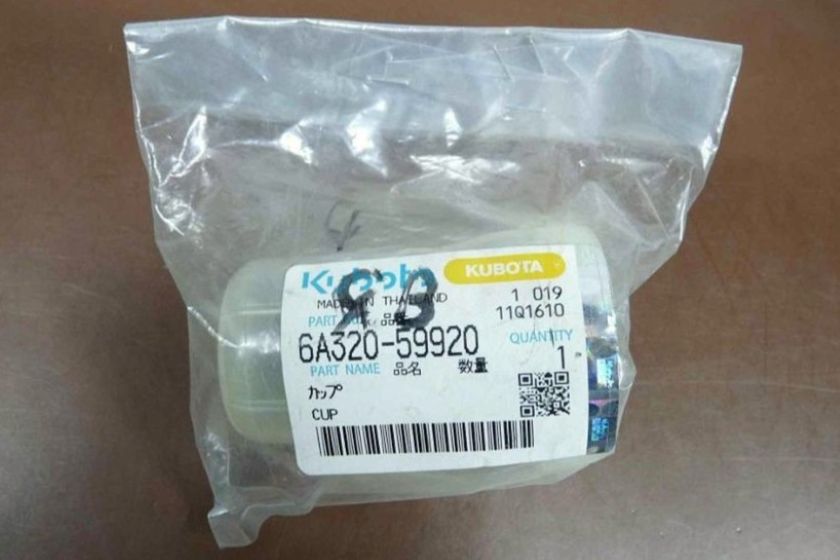 Kubota KUBOTA
MADE IN THAILAND 1 019
11Q1610
PART 品
6A320-59920 QUANTITY
PART NAME 品名 数量 1
カップ
CUP